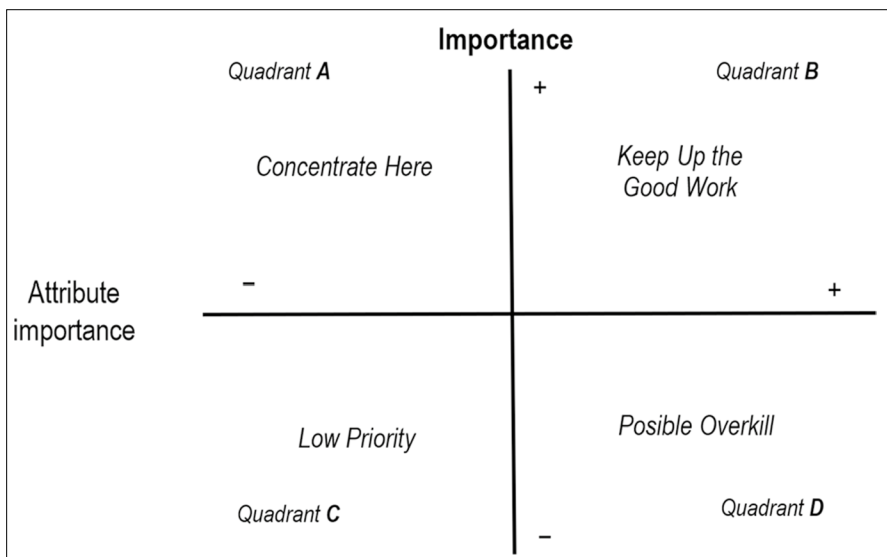 Importance
Quadrant A
Quadrant B
+
Concentrate Here
Keep Up the
Good Work
–
+
Attribute
importance
Low Priority
Posible Overkill
Quadrant C
Quadrant D
–